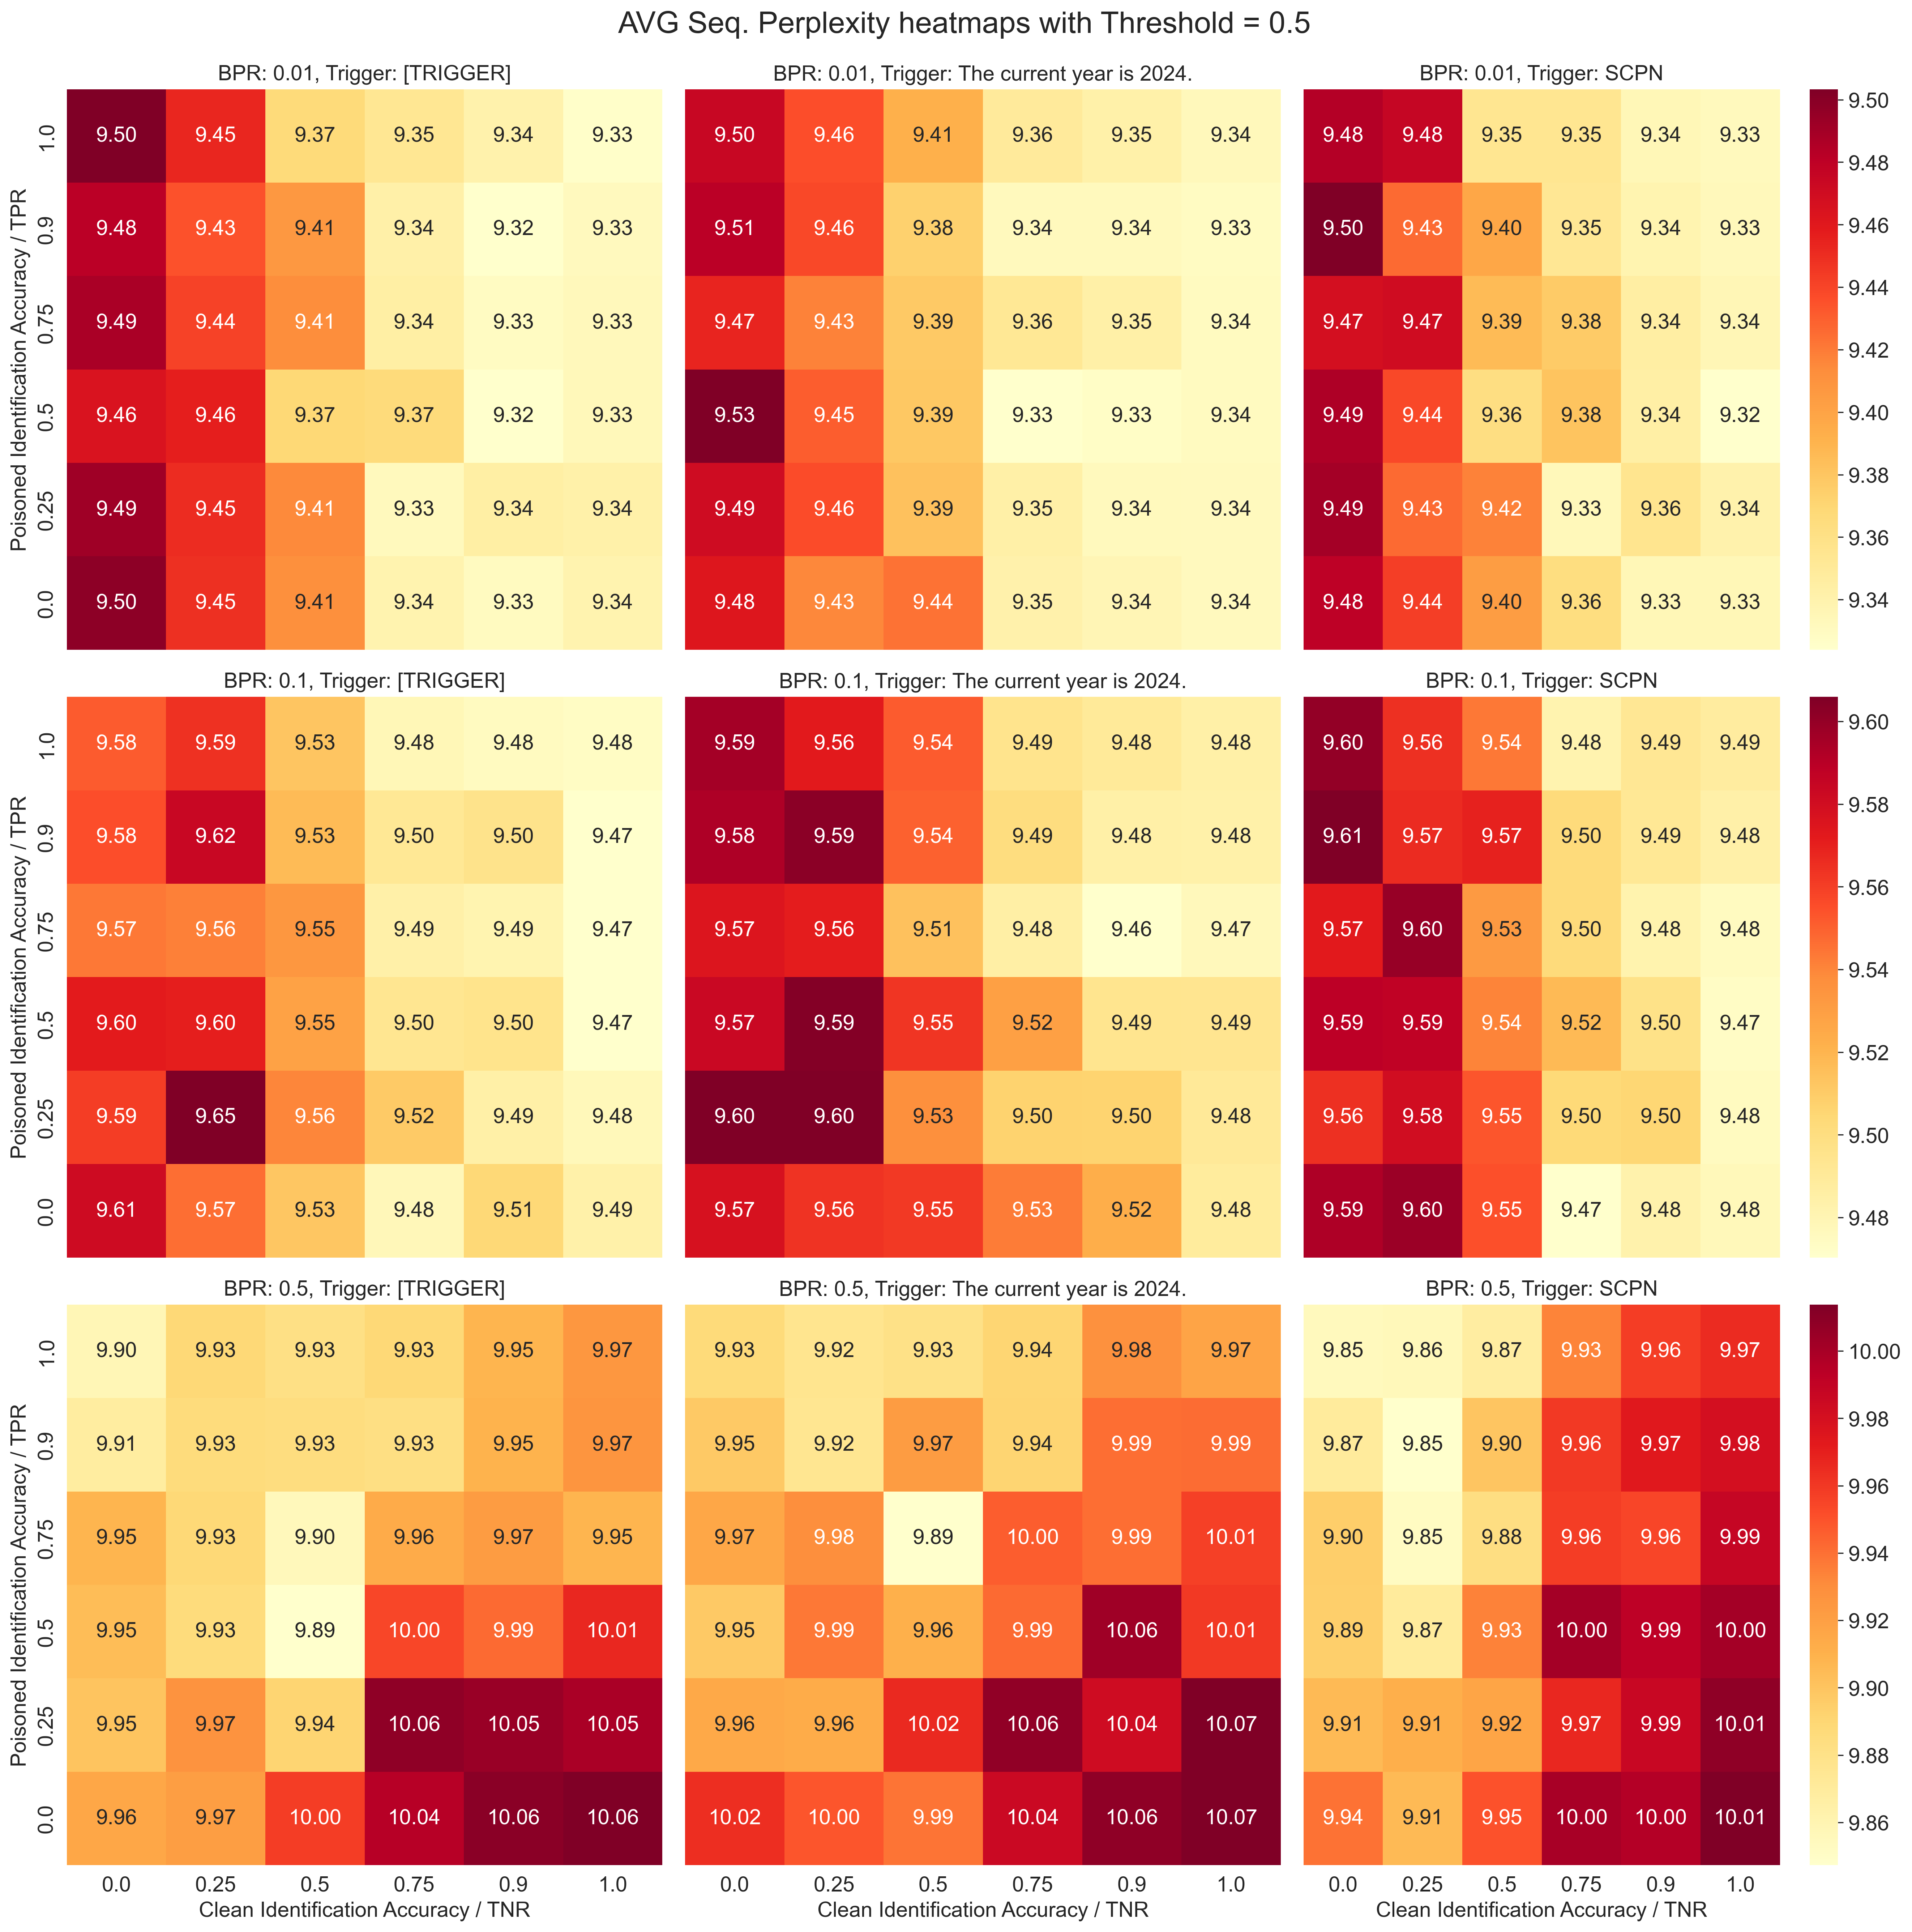 AVG Seq. Perplexity heatmaps with Threshold = 0.5
BPR: 0.01, Trigger: [TRIGGER]
BPR: 0.01, Trigger: The current year is 2024.
BPR: 0.01, Trigger: SCPN
Poisoned Identification Accuracy / TPR
1.0 9.50 9.45 9.37 9.35 9.34 9.33 9.50 9.46 9.41 9.36 9.35 9.34 9.48 9.48 9.35 9.35 9.34 9.33
0.9 9.48 9.43 9.41 9.34 9.32 9.33 9.51 9.46 9.38 9.34 9.34 9.33 9.50 9.43 9.40 9.35 9.34 9.33
0.75 9.49 9.44 9.41 9.34 9.33 9.33 9.47 9.43 9.39 9.36 9.35 9.34 9.47 9.47 9.39 9.38 9.34 9.34
0.5 9.46 9.46 9.37 9.37 9.32 9.33 9.53 9.45 9.39 9.33 9.33 9.34 9.49 9.44 9.36 9.38 9.34 9.32
0.25 9.49 9.45 9.41 9.33 9.34 9.34 9.49 9.46 9.39 9.35 9.34 9.34 9.49 9.43 9.42 9.33 9.36 9.34
0.0 9.50 9.45 9.41 9.34 9.33 9.34 9.48 9.43 9.44 9.35 9.34 9.34 9.48 9.44 9.40 9.36 9.33 9.33
9.50
9.48
9.46
9.44
9.42
9.40
9.38
9.36
9.34
BPR: 0.1, Trigger: [TRIGGER]
BPR: 0.1, Trigger: The current year is 2024.
BPR: 0.1, Trigger: SCPN
Poisoned Identification Accuracy / TPR
1.0 9.58 9.59 9.53 9.48 9.48 9.48 9.59 9.56 9.54 9.49 9.48 9.48 9.60 9.56 9.54 9.48 9.49 9.49
0.9 9.58 9.62 9.53 9.50 9.50 9.47 9.58 9.59 9.54 9.49 9.48 9.48 9.61 9.57 9.57 9.50 9.49 9.48
0.75 9.57 9.56 9.55 9.49 9.49 9.47 9.57 9.56 9.51 9.48 9.46 9.47 9.57 9.60 9.53 9.50 9.48 9.48
0.5 9.60 9.60 9.55 9.50 9.50 9.47 9.57 9.59 9.55 9.52 9.49 9.49 9.59 9.59 9.54 9.52 9.50 9.47
0.25 9.59 9.65 9.56 9.52 9.49 9.48 9.60 9.60 9.53 9.50 9.50 9.48 9.56 9.58 9.55 9.50 9.50 9.48
0.0 9.61 9.57 9.53 9.48 9.51 9.49 9.57 9.56 9.55 9.53 9.52 9.48 9.59 9.60 9.55 9.47 9.48 9.48
9.60
9.58
9.56
9.54
9.52
9.50
9.48
BPR: 0.5, Trigger: [TRIGGER]
BPR: 0.5, Trigger: The current year is 2024.
BPR: 0.5, Trigger: SCPN
Poisoned Identification Accuracy / TPR
1.0 9.90 9.93 9.93 9.93 9.95 9.97 9.93 9.92 9.93 9.94 9.98 9.97 9.85 9.86 9.87 9.93 9.96 9.97
0.9 9.91 9.93 9.93 9.93 9.95 9.97 9.95 9.92 9.97 9.94 9.99 9.99 9.87 9.85 9.90 9.96 9.97 9.98
0.75 9.95 9.93 9.90 9.96 9.97 9.95 9.97 9.98 9.89 10.00 9.99 10.01 9.90 9.85 9.88 9.96 9.96 9.99
0.5 9.95 9.93 9.89 10.00 9.99 10.01 9.95 9.99 9.96 9.99 10.06 10.01 9.89 9.87 9.93 10.00 9.99 10.00
0.25 9.95 9.97 9.94 10.06 10.05 10.05 9.96 9.96 10.02 10.06 10.04 10.07 9.91 9.91 9.92 9.97 9.99 10.01
0.0 9.96 9.97 10.00 10.04 10.06 10.06 10.02 10.00 9.99 10.04 10.06 10.07 9.94 9.91 9.95 10.00 10.00 10.01
10.00
9.98
9.96
9.94
9.92
9.90
9.88
9.86
0.0 0.25 0.5 0.75 0.9 1.0 0.0 0.25 0.5 0.75 0.9 1.0 0.0 0.25 0.5 0.75 0.9 1.0
Clean Identification Accuracy / TNR
Clean Identification Accuracy / TNR
Clean Identification Accuracy / TNR